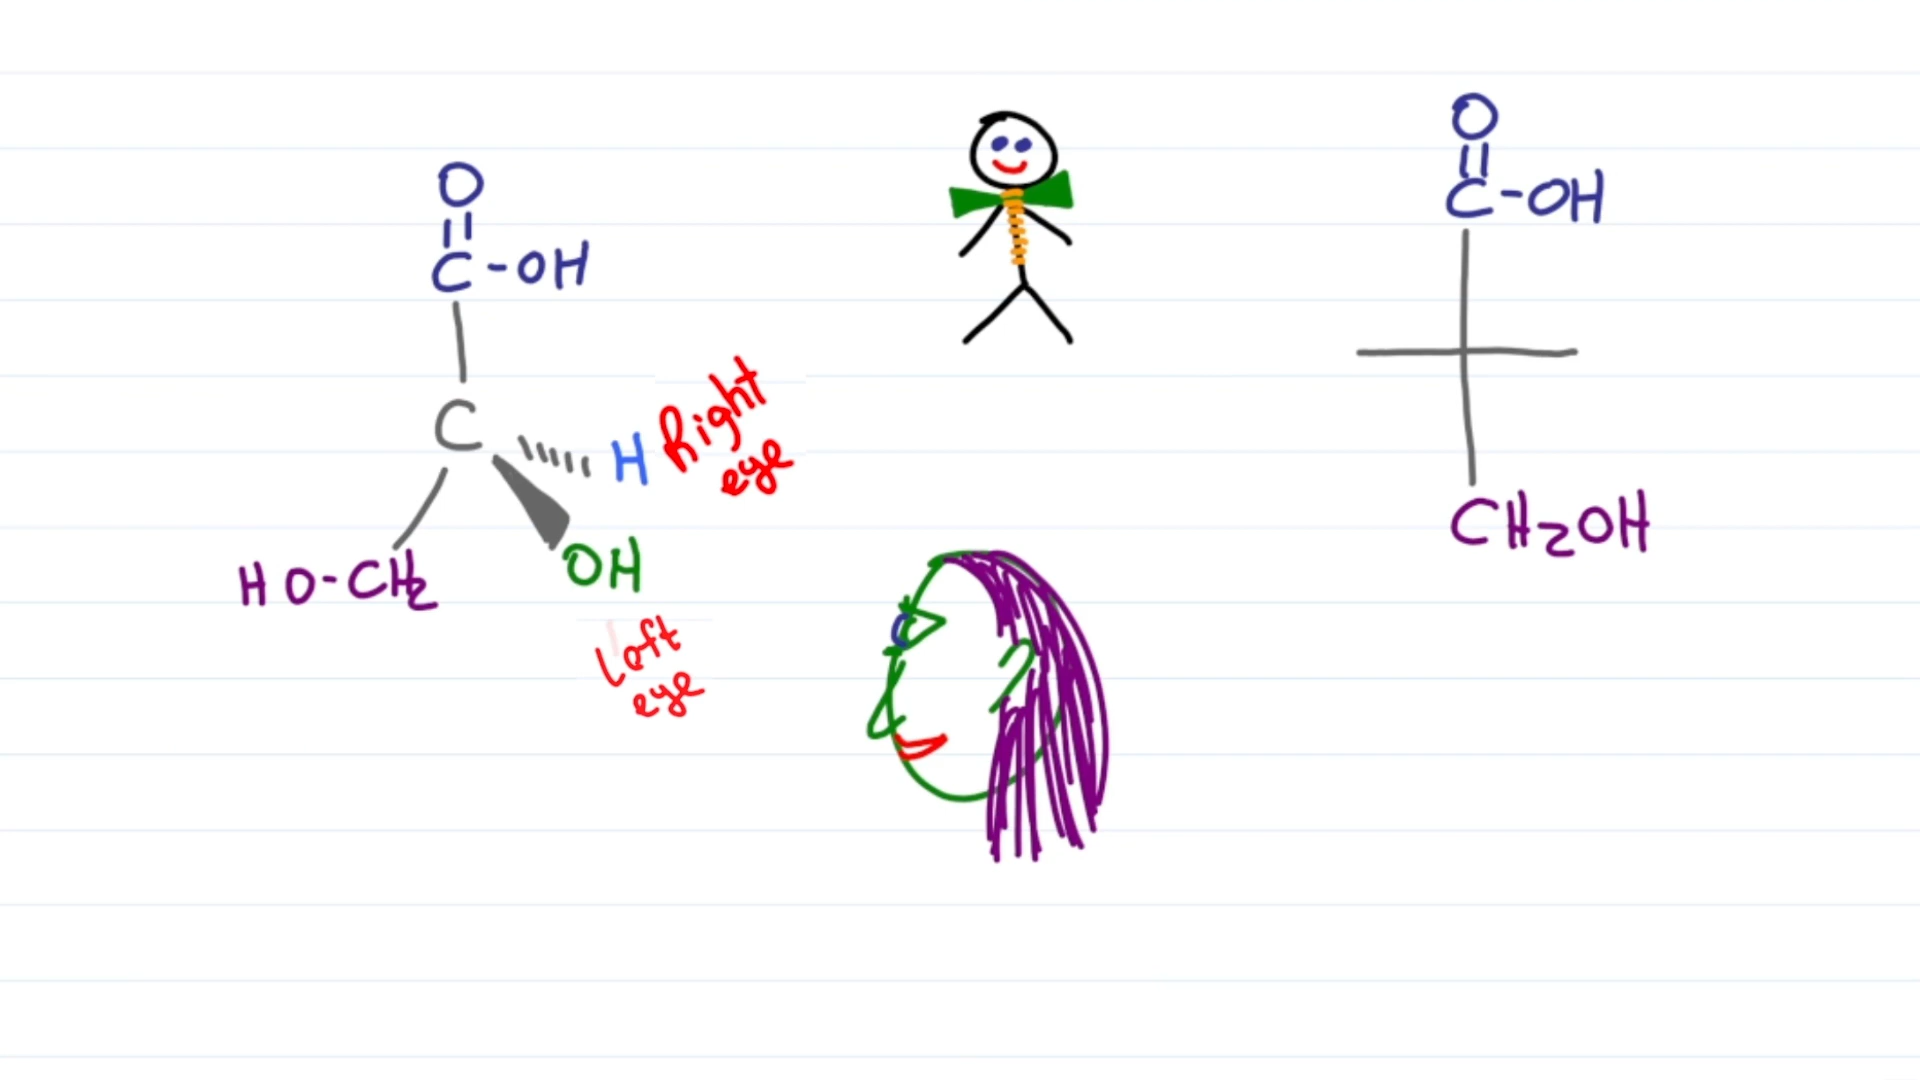 O
C-OH
C
H
Right
eye
HO-CH2
OH
Left
eye
O
C-OH
CH2OH